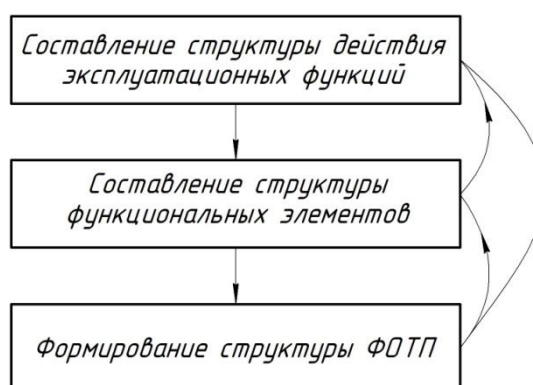 Составление структуры действия
эксплуатационных функций
Составление структуры
функциональных элементов
Формирование структуры ФОТП